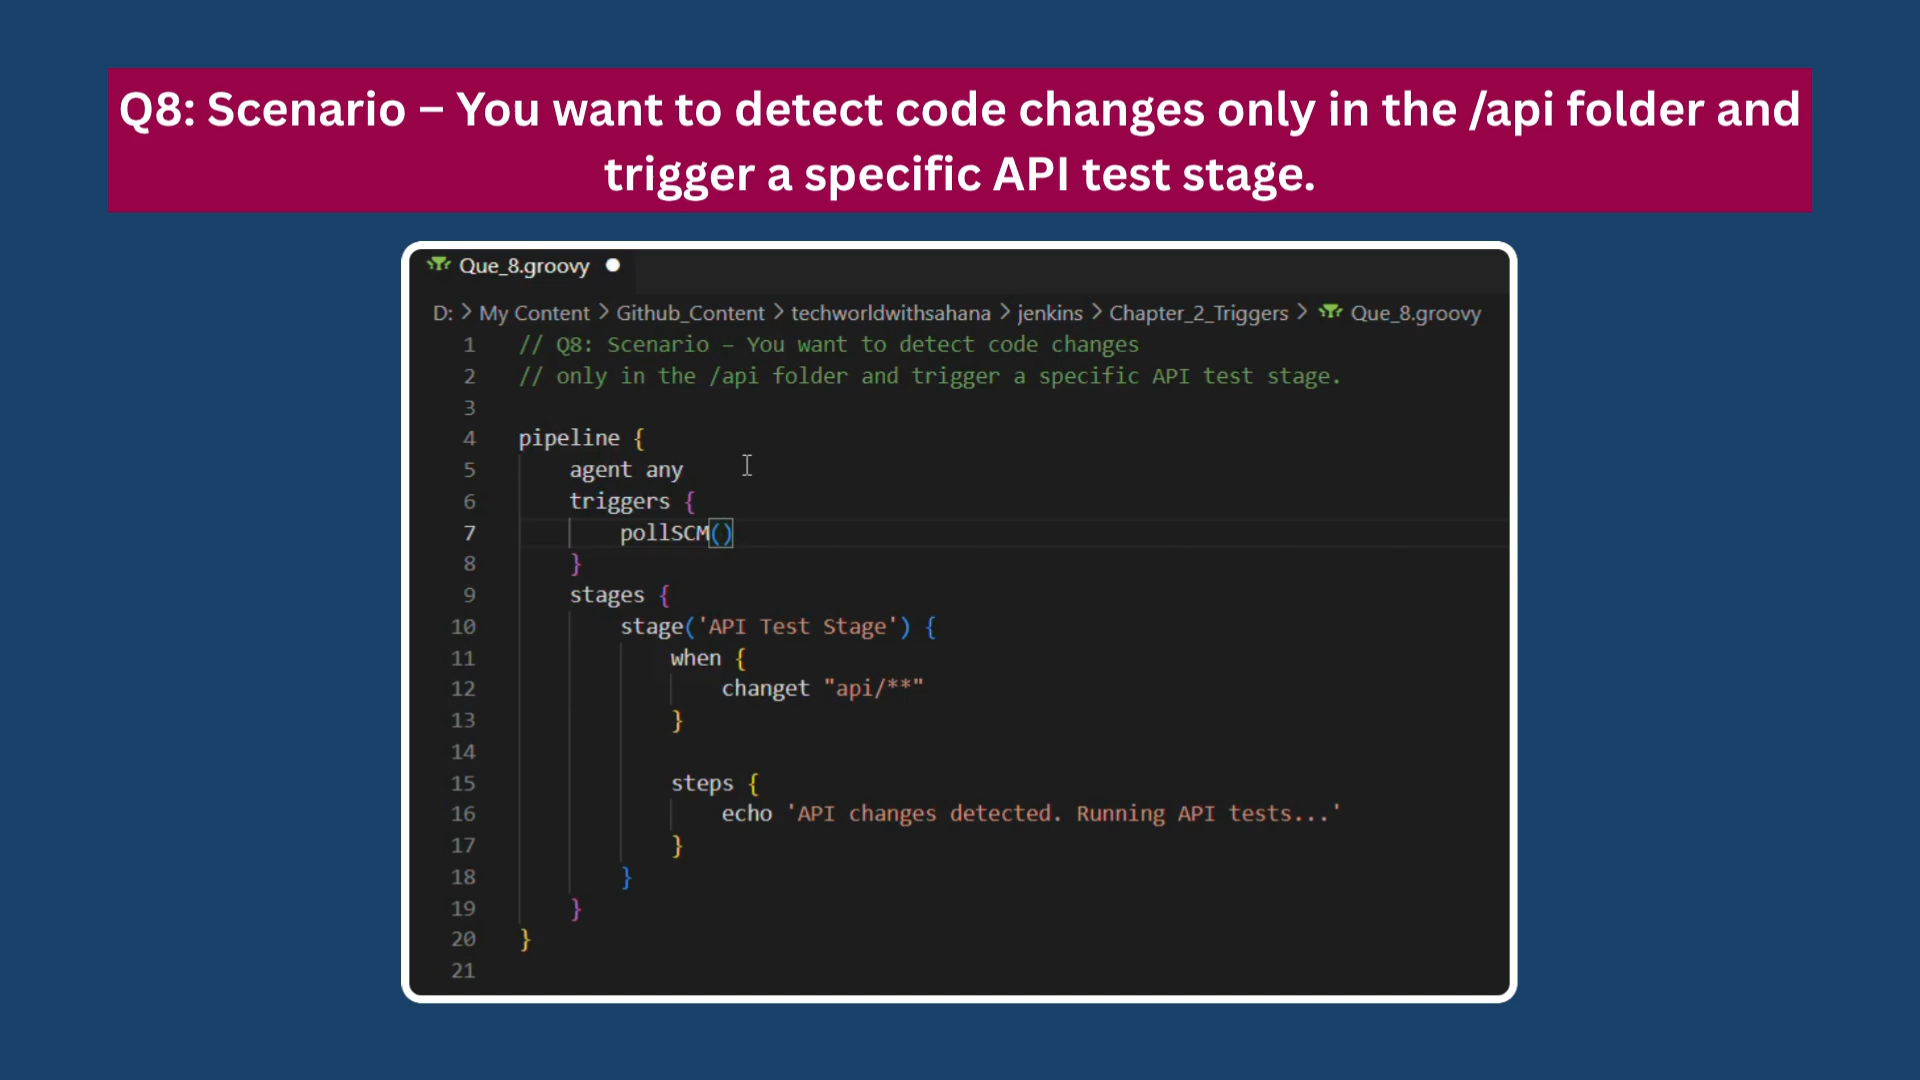 Q8: Scenario – You want to detect code changes only in the /api folder and
trigger a specific API test stage.
Que_8.groovy
D: > My Content > Github_Content > techworldwithsahana > jenkins > Chapter_2_Triggers > Que_8.groovy
1 // Q8: Scenario – You want to detect code changes
2 // only in the /api folder and trigger a specific API test stage.
3
4 pipeline {
5     agent any
6     triggers {
7         pollSCM()
8     }
9     stages {
10         stage('API Test Stage') {
11             when {
12                 changet "api/**"
13             }
14
15             steps {
16                 echo 'API changes detected. Running API tests...'
17             }
18         }
19     }
20 }
21